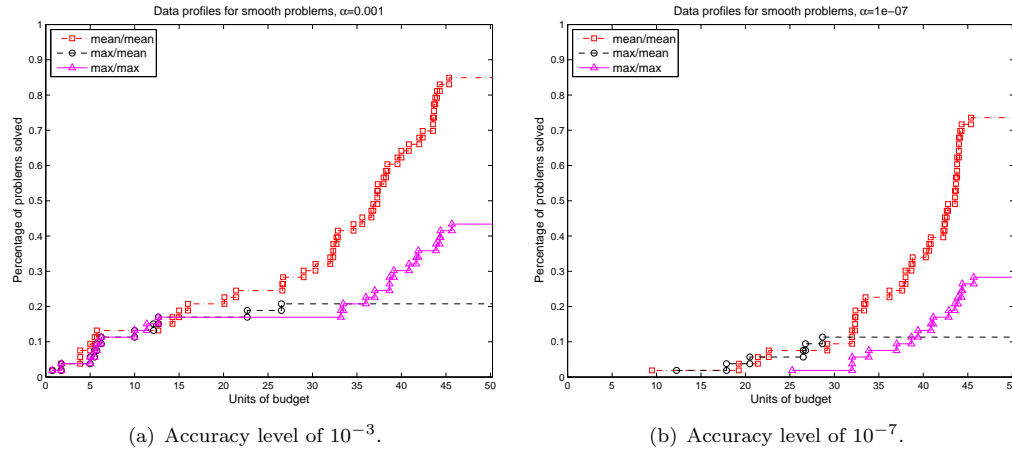 Data profiles for smooth problems, α=0.001
mean/mean
max/mean
max/max
Percentage of problems solved
1
0.9
0.8
0.7
0.6
0.5
0.4
0.3
0.2
0.1
0
0 5 10 15 20 25 30 35 40 45 50
Units of budget
(a) Accuracy level of 10⁻³.
Data profiles for smooth problems, α=1e−07
mean/mean
max/mean
max/max
Percentage of problems solved
1
0.9
0.8
0.7
0.6
0.5
0.4
0.3
0.2
0.1
0
0 5 10 15 20 25 30 35 40 45 50
Units of budget
(b) Accuracy level of 10⁻⁷.